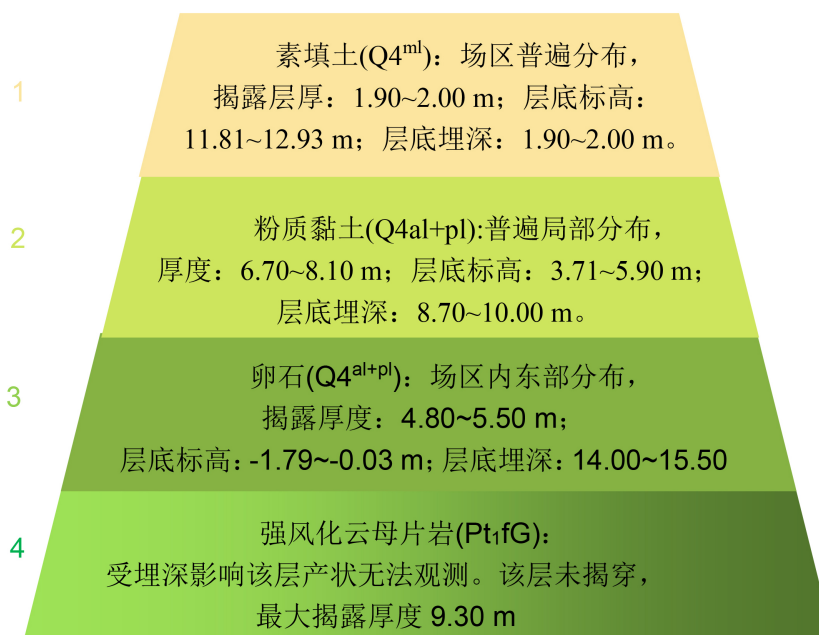 1
素填土(Q4ml)：场区普遍分布，
揭露层厚：1.90~2.00 m；层底标高：
11.81~12.93 m；层底埋深：1.90~2.00 m。
2
粉质黏土(Q4al+pl):普遍局部分布，
厚度：6.70~8.10 m；层底标高：3.71~5.90 m；
层底埋深：8.70~10.00 m。
3
卵石(Q4al+pl)：场区内东部分布，
揭露厚度：4.80~5.50 m；
层底标高：-1.79~-0.03 m；层底埋深：14.00~15.50
4
强风化云母片岩(Pt1fG)：
受埋深影响该层产状无法观测。该层未揭穿，
最大揭露厚度 9.30 m